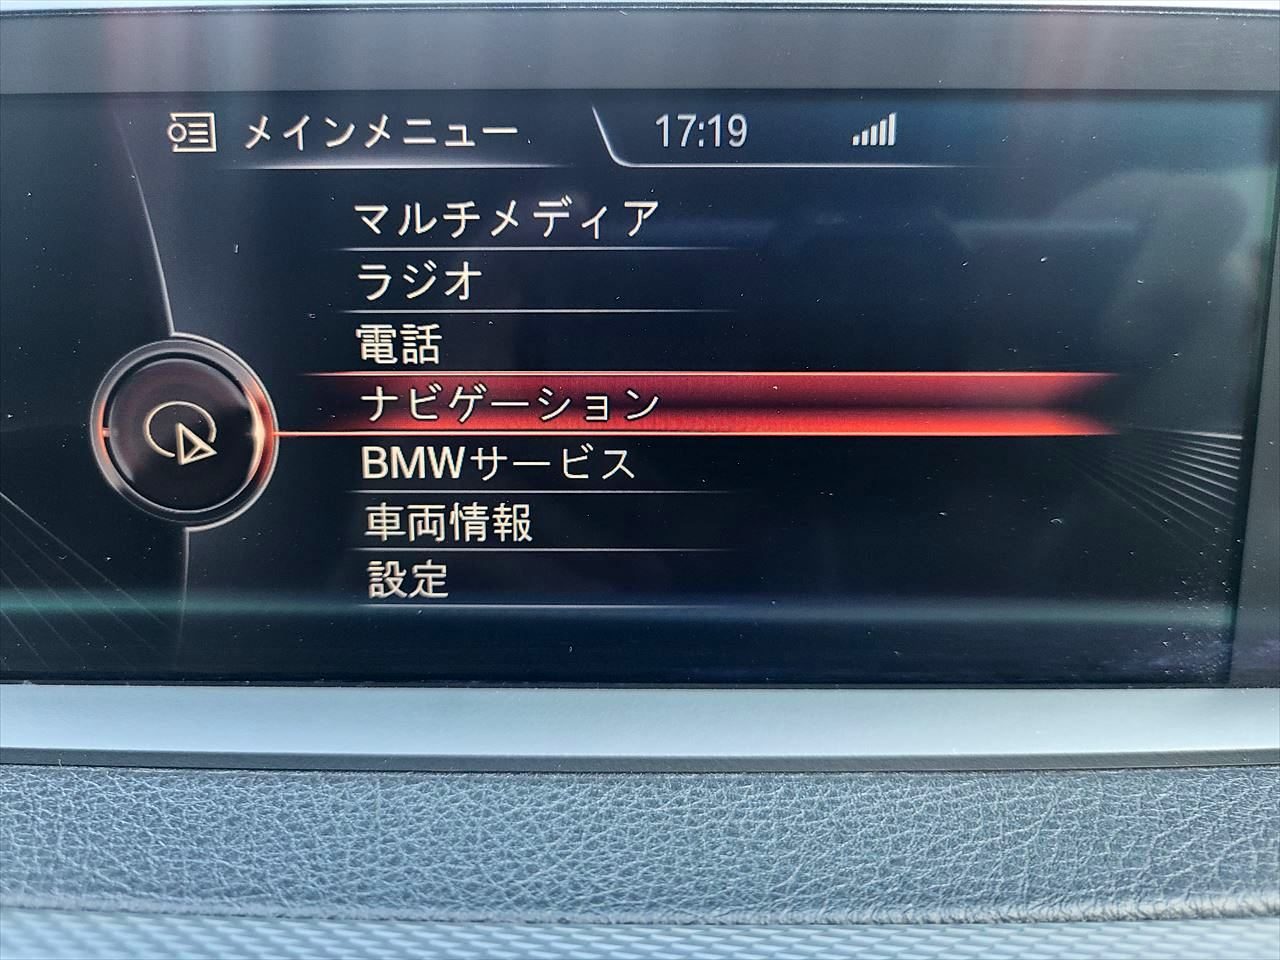 メインメニュー 17:19
マルチメディア
ラジオ
電話
ナビゲーション
BMWサービス
車両情報
設定